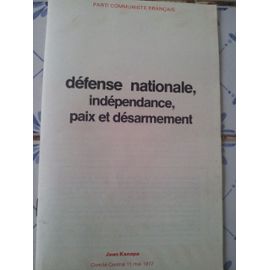 PARTI COMMUNISTE FRANÇAIS
défense nationale,
indépendance,
paix et désarmement
Jean Kanapa
Comité Central 11 mai 1977